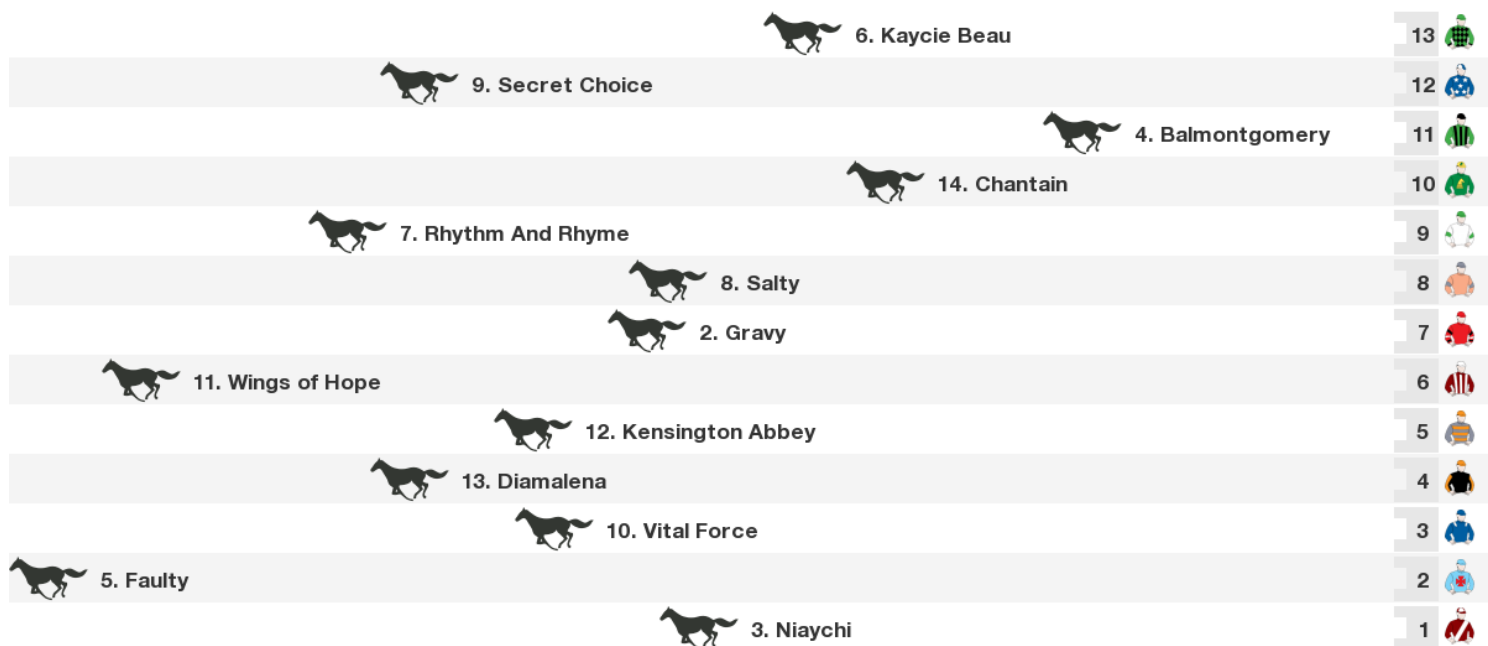 6. Kaycie Beau 13
9. Secret Choice 12
4. Balmontgomery 11
14. Chantain 10
7. Rhythm And Rhyme 9
8. Salty 8
2. Gravy 7
11. Wings of Hope 6
12. Kensington Abbey 5
13. Diamalena 4
10. Vital Force 3
5. Faulty 2
3. Niaychi 1